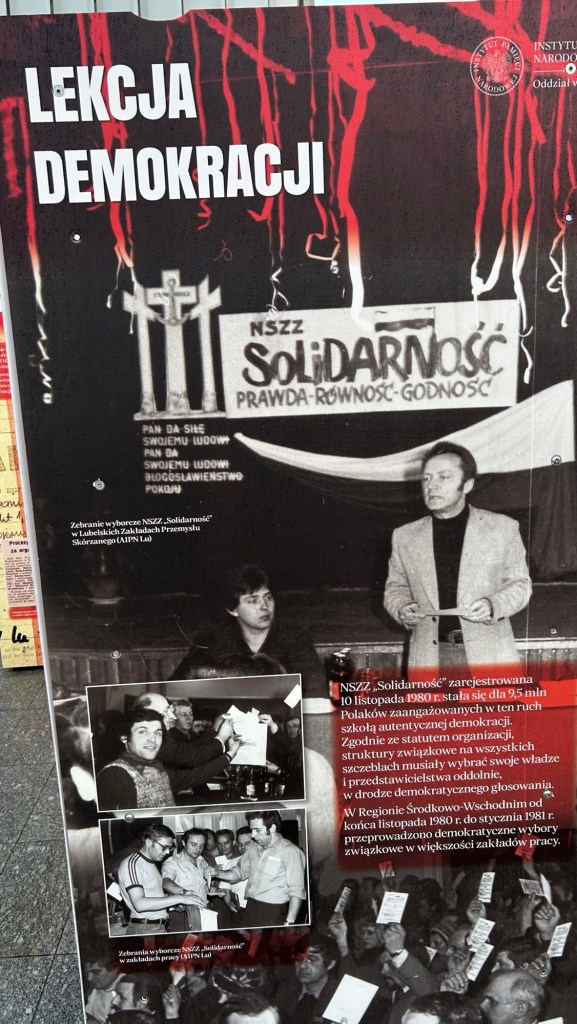 LEKCJA
DEMOKRACJI
INSTYTUT PAMIĘCI
NARODOWEJ
INSTYTU
NARODO
Oddział w
NSZZ
SOLiDARNOŚĆ
PRAWDA-RÓWNOŚĆ-GODNOŚĆ
PAN DA SIŁĘ
SWOJEMU LUDOWI
PAN DA
SWOJEMU LUDOWI
BŁOGOSŁAWIEŃSTWO
POKOJU
Zebranie wyborcze NSZZ „Solidarność”
w Lubelskich Zakładach Przemysłu
Skórzanego (AIPN Lu)
NSZZ „Solidarność” zarejestrowana
10 listopada 1980 r. stała się dla 9,5 mln
Polaków zaangażowanych w ten ruch
szkołą autentycznej demokracji.
Zgodnie ze statutem organizacji,
struktury związkowe na wszystkich
szczeblach musiały wybrać swoje władze
i przedstawicielstwa oddolnie,
w drodze demokratycznego głosowania.
W Regionie Środkowo-Wschodnim od
końca listopada 1980 r. do stycznia 1981 r.
przeprowadzono demokratyczne wybory
związkowe w większości zakładów pracy.
Zebrania wyborcze NSZZ „Solidarność”
w zakładach pracy (AIPN Lu)